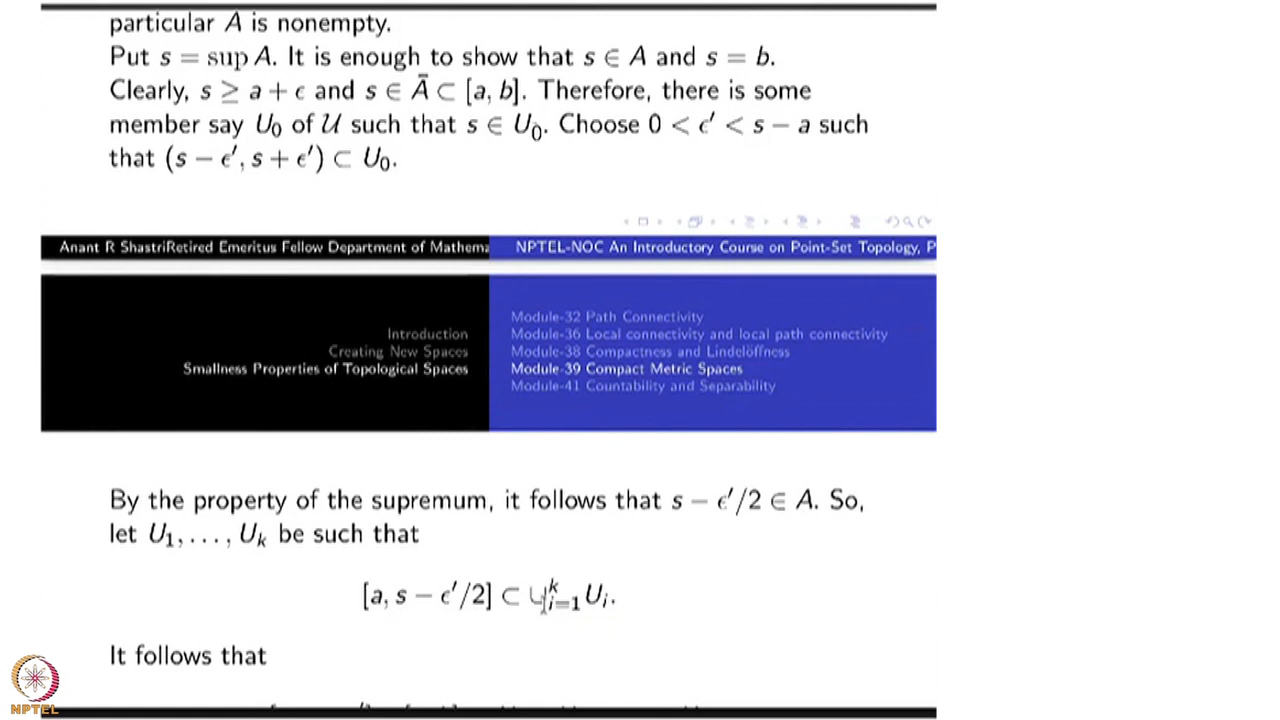 particular A is nonempty.
Put s = sup A. It is enough to show that s ∈ A and s = b.
Clearly, s ≥ a + ϵ and s ∈ Ā ⊂ [a, b]. Therefore, there is some
member say U₀ of 𝒰 such that s ∈ U₀. Choose 0 < ϵ′ < s − a such
that (s − ϵ′, s + ϵ′) ⊂ U₀.
Anant R ShastriRetired Emeritus Fellow Department of Mathema
NPTEL-NOC An Introductory Course on Point-Set Topology, P
Introduction
Creating New Spaces
Smallness Properties of Topological Spaces
Module-32 Path Connectivity
Module-36 Local connectivity and local path connectivity
Module-38 Compactness and Lindelöffness
Module-39 Compact Metric Spaces
Module-41 Countability and Separability
By the property of the supremum, it follows that s − ϵ′/2 ∈ A. So,
let U₁, . . . , Uₖ be such that
[a, s − ϵ′/2] ⊂ ∪ᵏᵢ₌₁ Uᵢ.
It follows that
NPTEL